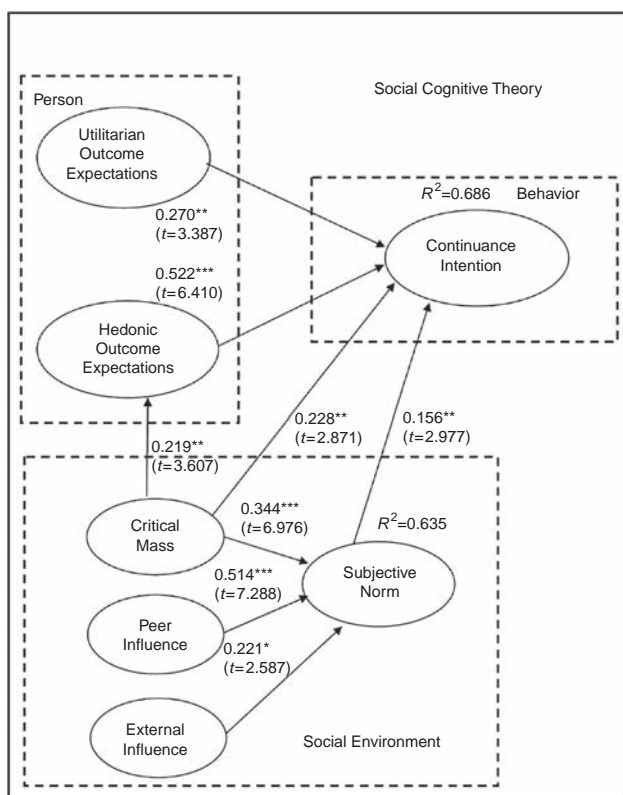 Person
Social Cognitive Theory
Utilitarian
Outcome
Expectations
R²=0.686
Behavior
0.270**
(t=3.387)
Continuance
Intention
0.522***
(t=6.410)
Hedonic
Outcome
Expectations
0.228**
(t=2.871)
0.156**
(t=2.977)
0.219**
(t=3.607)
Critical
Mass
0.344***
(t=6.976)
R²=0.635
Subjective
Norm
0.514***
(t=7.288)
Peer
Influence
0.221*
(t=2.587)
External
Influence
Social Environment